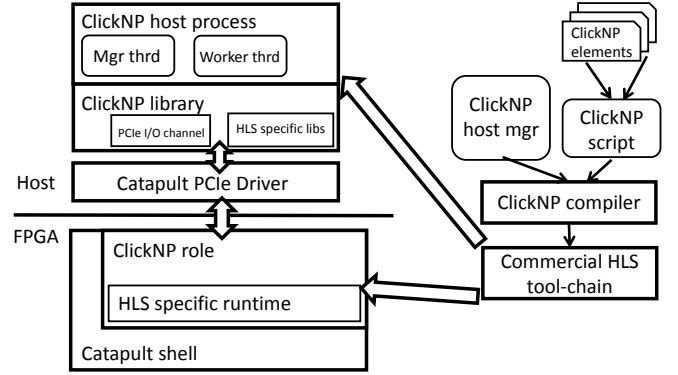 ClickNP host process
Mgr thrd
Worker thrd
ClickNP library
PCIe I/O channel
HLS specific libs
Host
Catapult PCIe Driver
FPGA
ClickNP role
HLS specific runtime
Catapult shell
ClickNP
elements
ClickNP
host mgr
ClickNP
script
ClickNP compiler
Commercial HLS
tool-chain